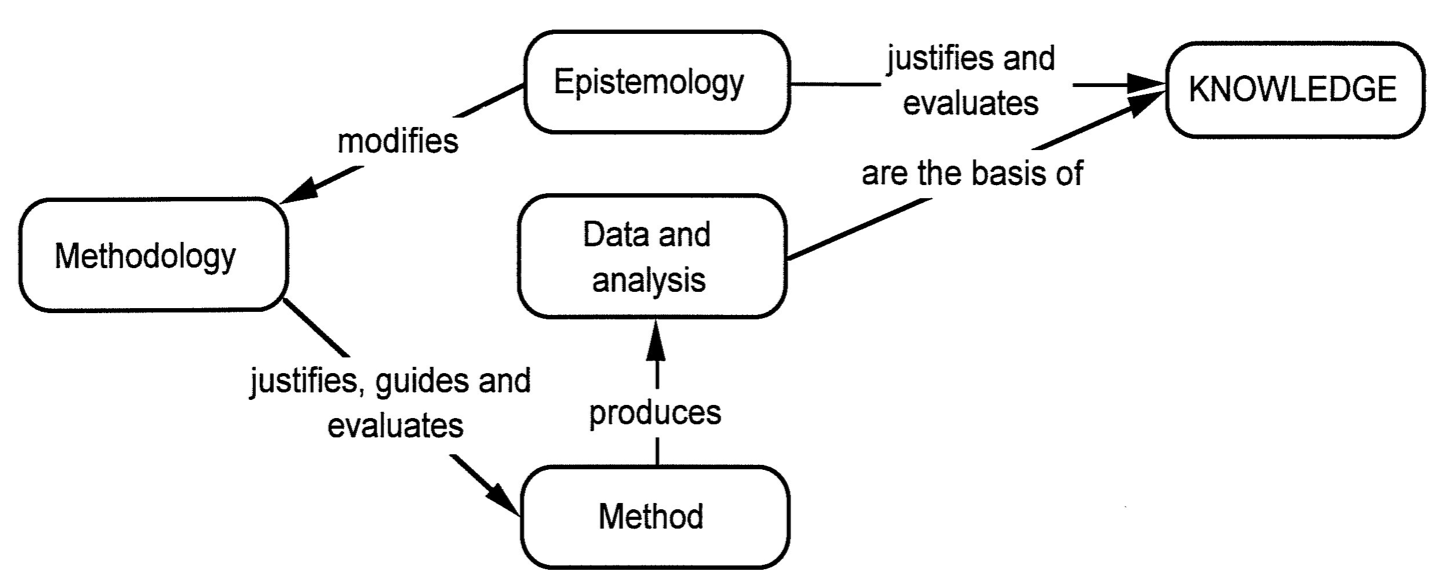 Epistemology
justifies and
evaluates
KNOWLEDGE
modifies
are the basis of
Methodology
Data and
analysis
justifies, guides and
evaluates
produces
Method